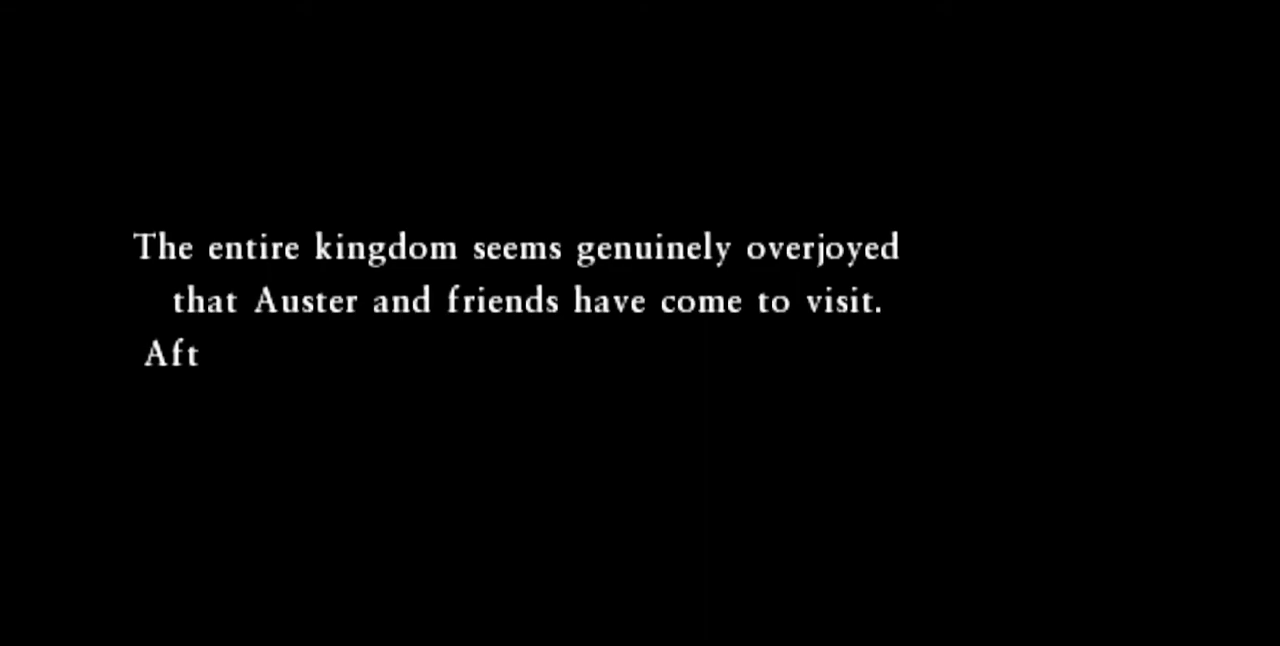 The entire kingdom seems genuinely overjoyed
that Auster and friends have come to visit.
Aft